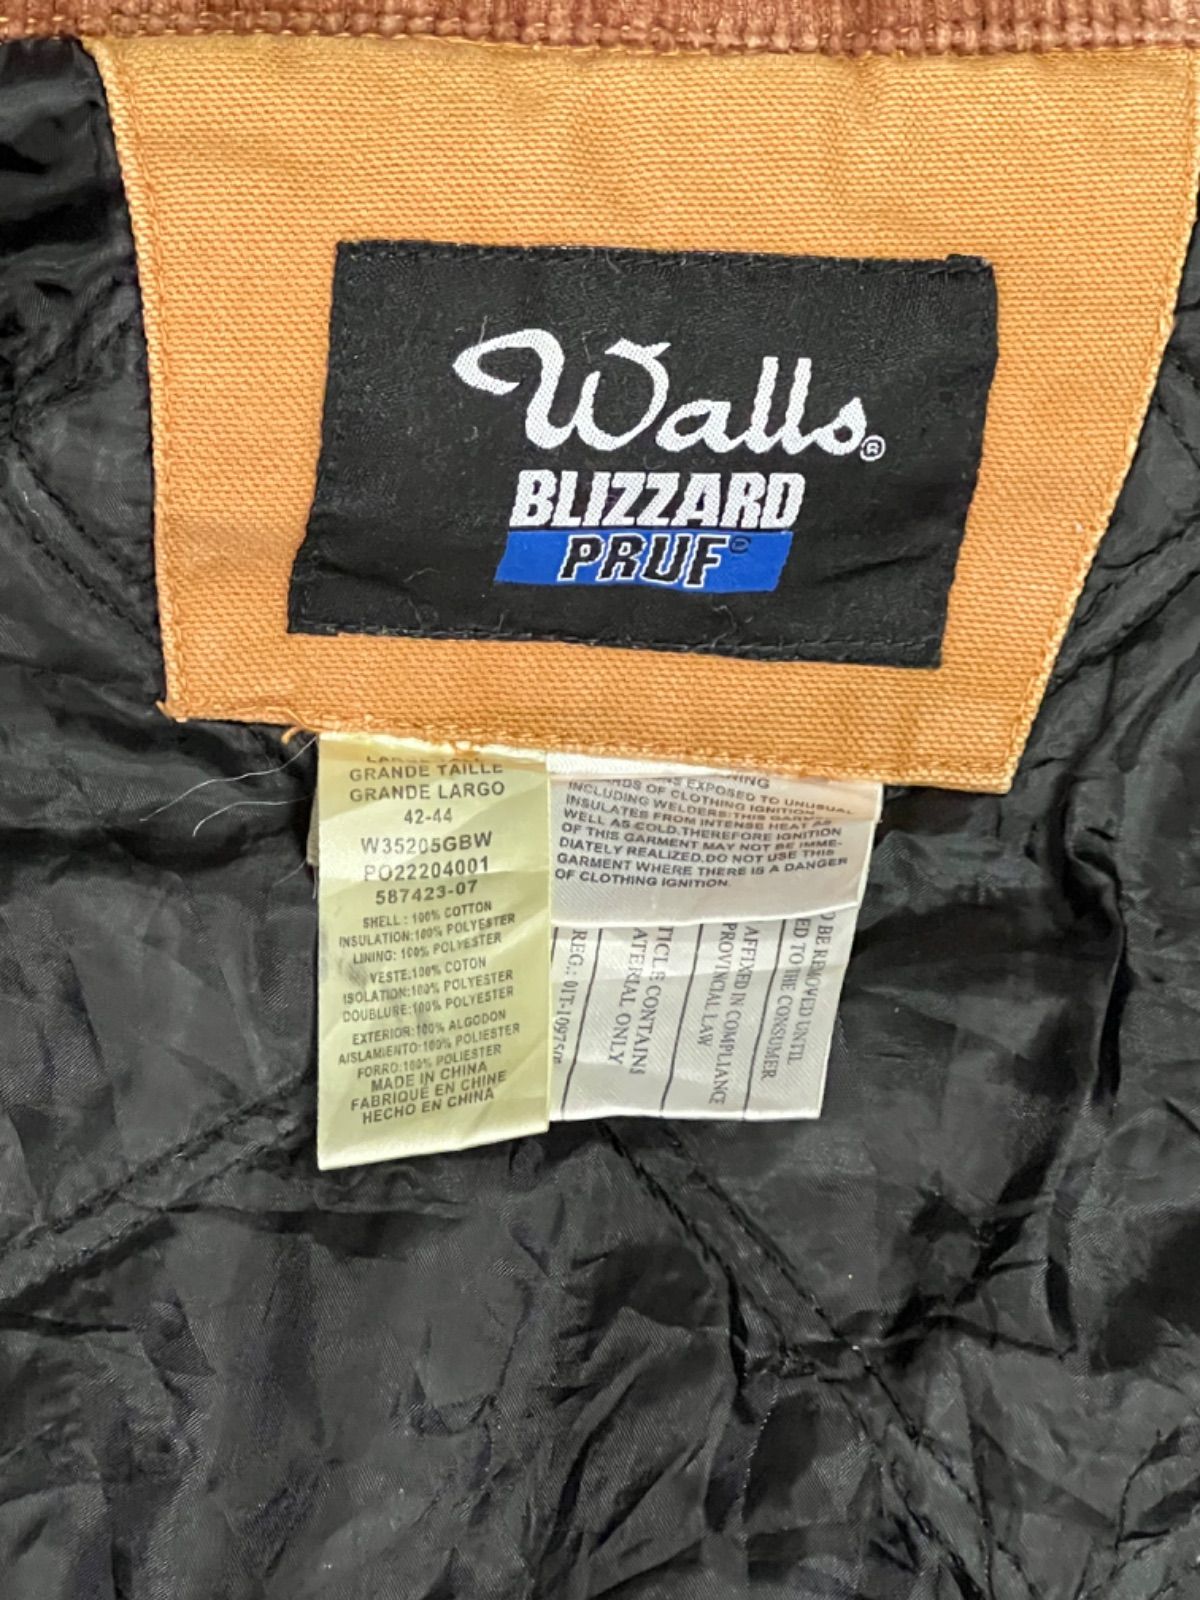 Walls®
BLIZZARD
PRUF®
GRANDE TAILLE
GRANDE LARGO
42-44
W35205GBW
PO22204001
587423-07
SHELL: 100% COTTON
INSULATION:100% POLYESTER
LINING: 100% POLYESTER
VESTE:100% COTON
ISOLATION:100% POLYESTER
DOUBLURE:100% POLYESTER
EXTERIOR:100% ALGODON
AISLAMIENTO:100% POLIESTER
FORRO:100% POLIESTER
MADE IN CHINA
FABRIQUÉ EN CHINE
HECHO EN CHINA
EXPOSED TO UNUSUAL
OF CLOTHING IGNITION
INCLUDING WELDERS!THIS GARMENT
INSULATES FROM INTENSE HEAT AS
WELL AS COLD.THEREFORE IGNITION
OF THIS GARMENT MAY NOT BE IMME-
DIATELY REALIZED.DO NOT USE THIS
GARMENT WHERE THERE IS A DANGER
OF CLOTHING IGNITION.
BE REMOVED UNTIL
TO THE CONSUMER
AFFIXED IN COMPLIANCE
PROVINCIAL LAW
CONTAINS
ONLY
REG.: